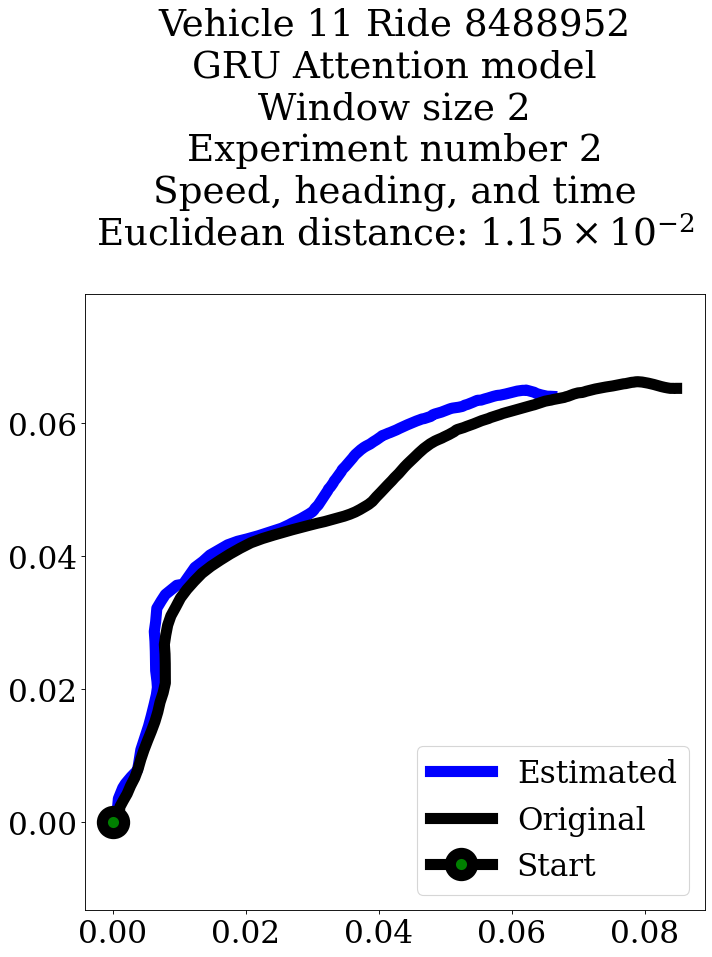 Vehicle 11 Ride 8488952
GRU Attention model
Window size 2
Experiment number 2
Speed, heading, and time
Euclidean distance: 1.15 × 10⁻²
0.06
0.04
0.02
0.00
Estimated
Original
Start
0.00 0.02 0.04 0.06 0.08